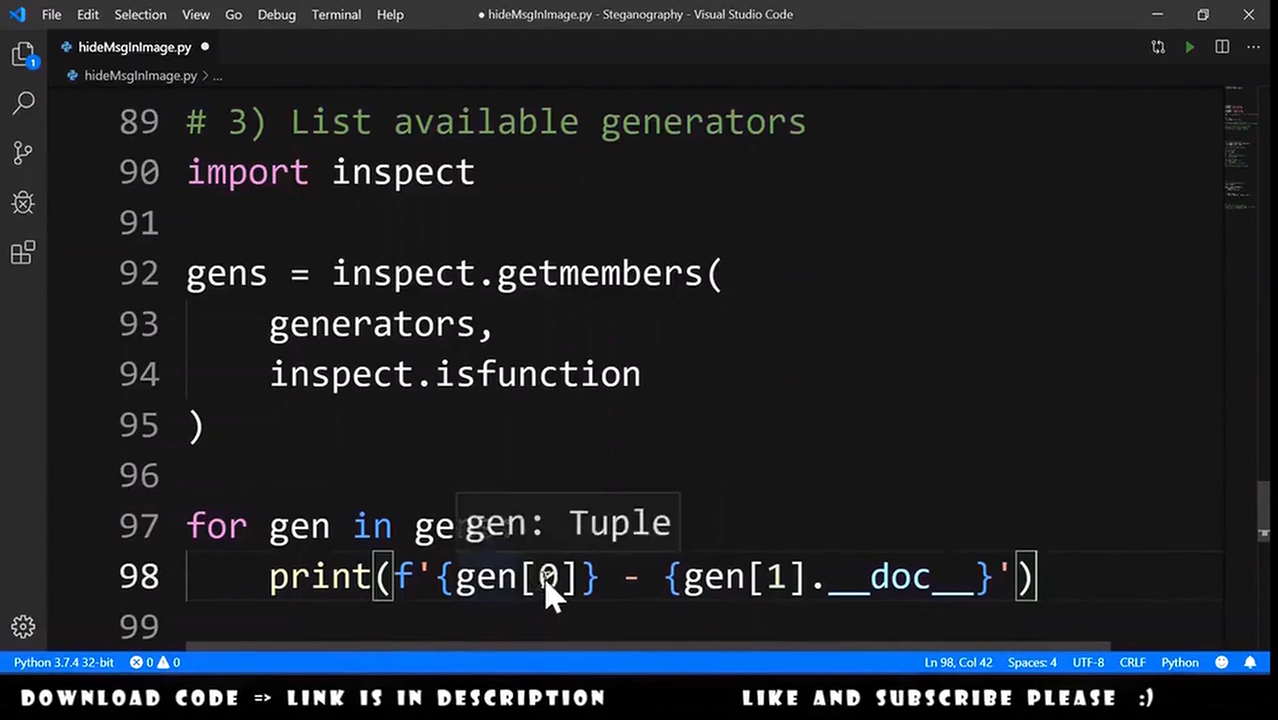 File Edit Selection View Go Debug Terminal Help ● hideMsgInImage.py - Steganography - Visual Studio Code
hideMsgInImage.py ●
hideMsgInImage.py > ...
1
89 # 3) List available generators
90 import inspect
91
92 gens = inspect.getmembers(
93 generators,
94 inspect.isfunction
95 )
96
gen: Tuple
97 for gen in ge
98 print(f'{gen[0]} - {gen[1].__doc__}')
99
Python 3.7.4 32-bit 0 0 Ln 98, Col 42 Spaces: 4 UTF-8 CRLF Python
DOWNLOAD CODE => LINK IS IN DESCRIPTION LIKE AND SUBSCRIBE PLEASE :)